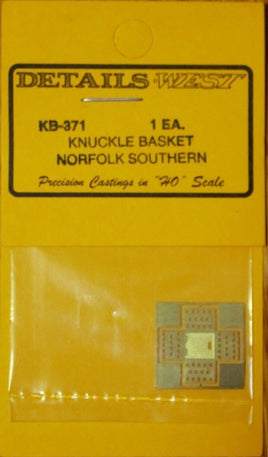 DETAILS WEST
KB-371 1 EA.
KNUCKLE BASKET
NORFOLK SOUTHERN
Precision Castings in "HO" Scale